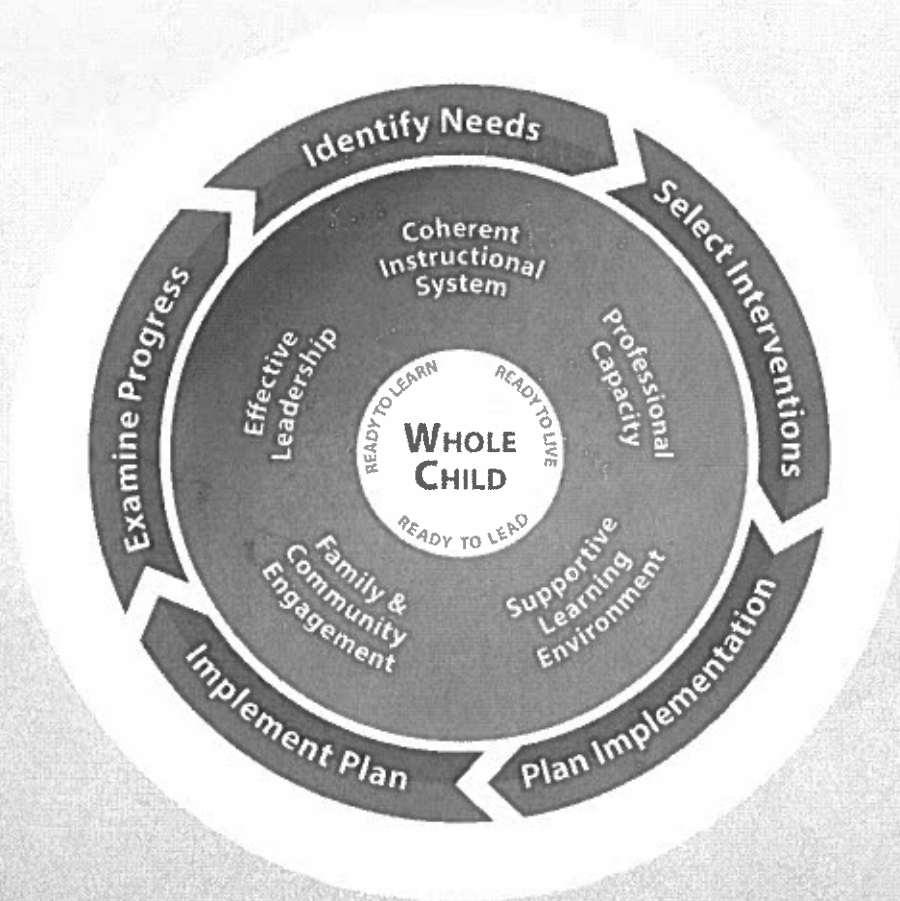 Identify Needs
Select Interventions
Plan Implementation
Implement Plan
Examine Progress
Coherent
Instructional
System
Professional
Capacity
Supportive
Learning
Environment
Family &
Community
Engagement
Effective
Leadership
READY TO LEARN
READY TO LIVE
READY TO LEAD
WHOLE
CHILD